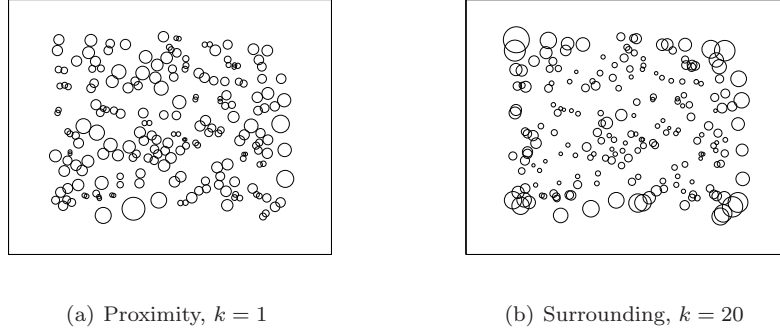 (a) Proximity, k = 1
(b) Surrounding, k = 20